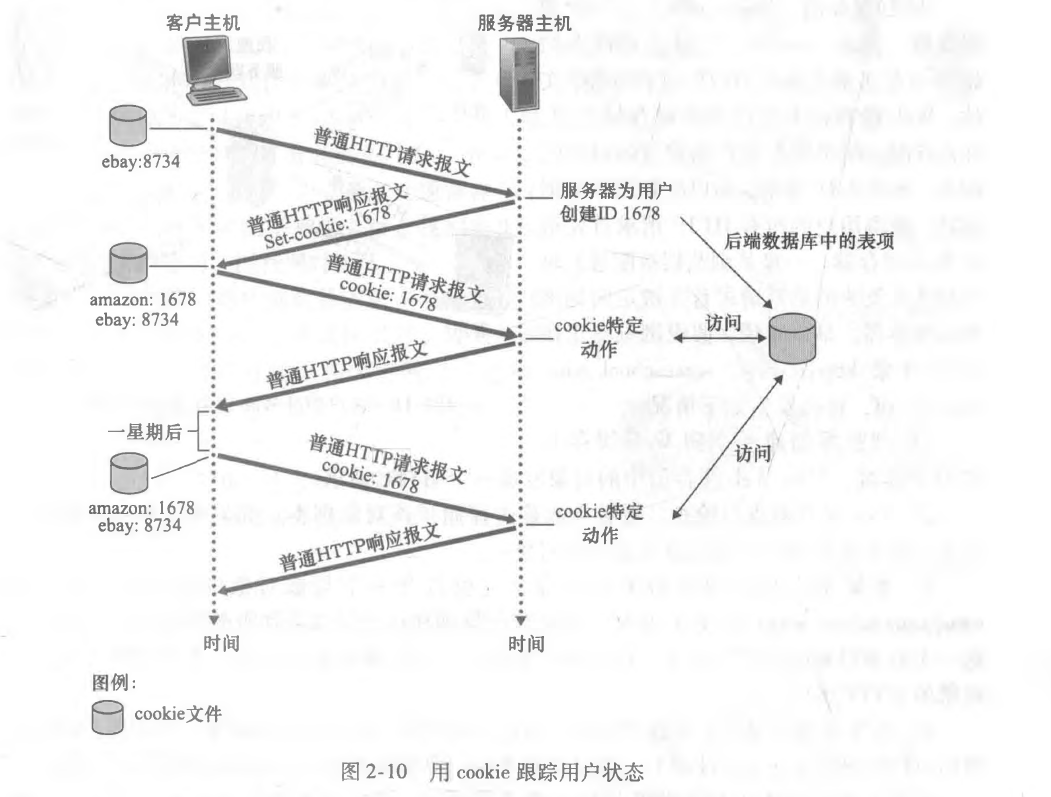 客户主机
服务器主机
ebay:8734
普通HTTP请求报文
服务器为用户
创建ID 1678
普通HTTP响应报文
Set-cookie: 1678
后端数据库中的表项
amazon: 1678
ebay: 8734
普通HTTP请求报文
cookie: 1678
cookie特定
动作
访问
普通HTTP响应报文
一星期后
amazon: 1678
ebay: 8734
普通HTTP请求报文
cookie: 1678
访问
cookie特定
动作
普通HTTP响应报文
时间
时间
图例：
cookie文件
图 2-10 用 cookie 跟踪用户状态